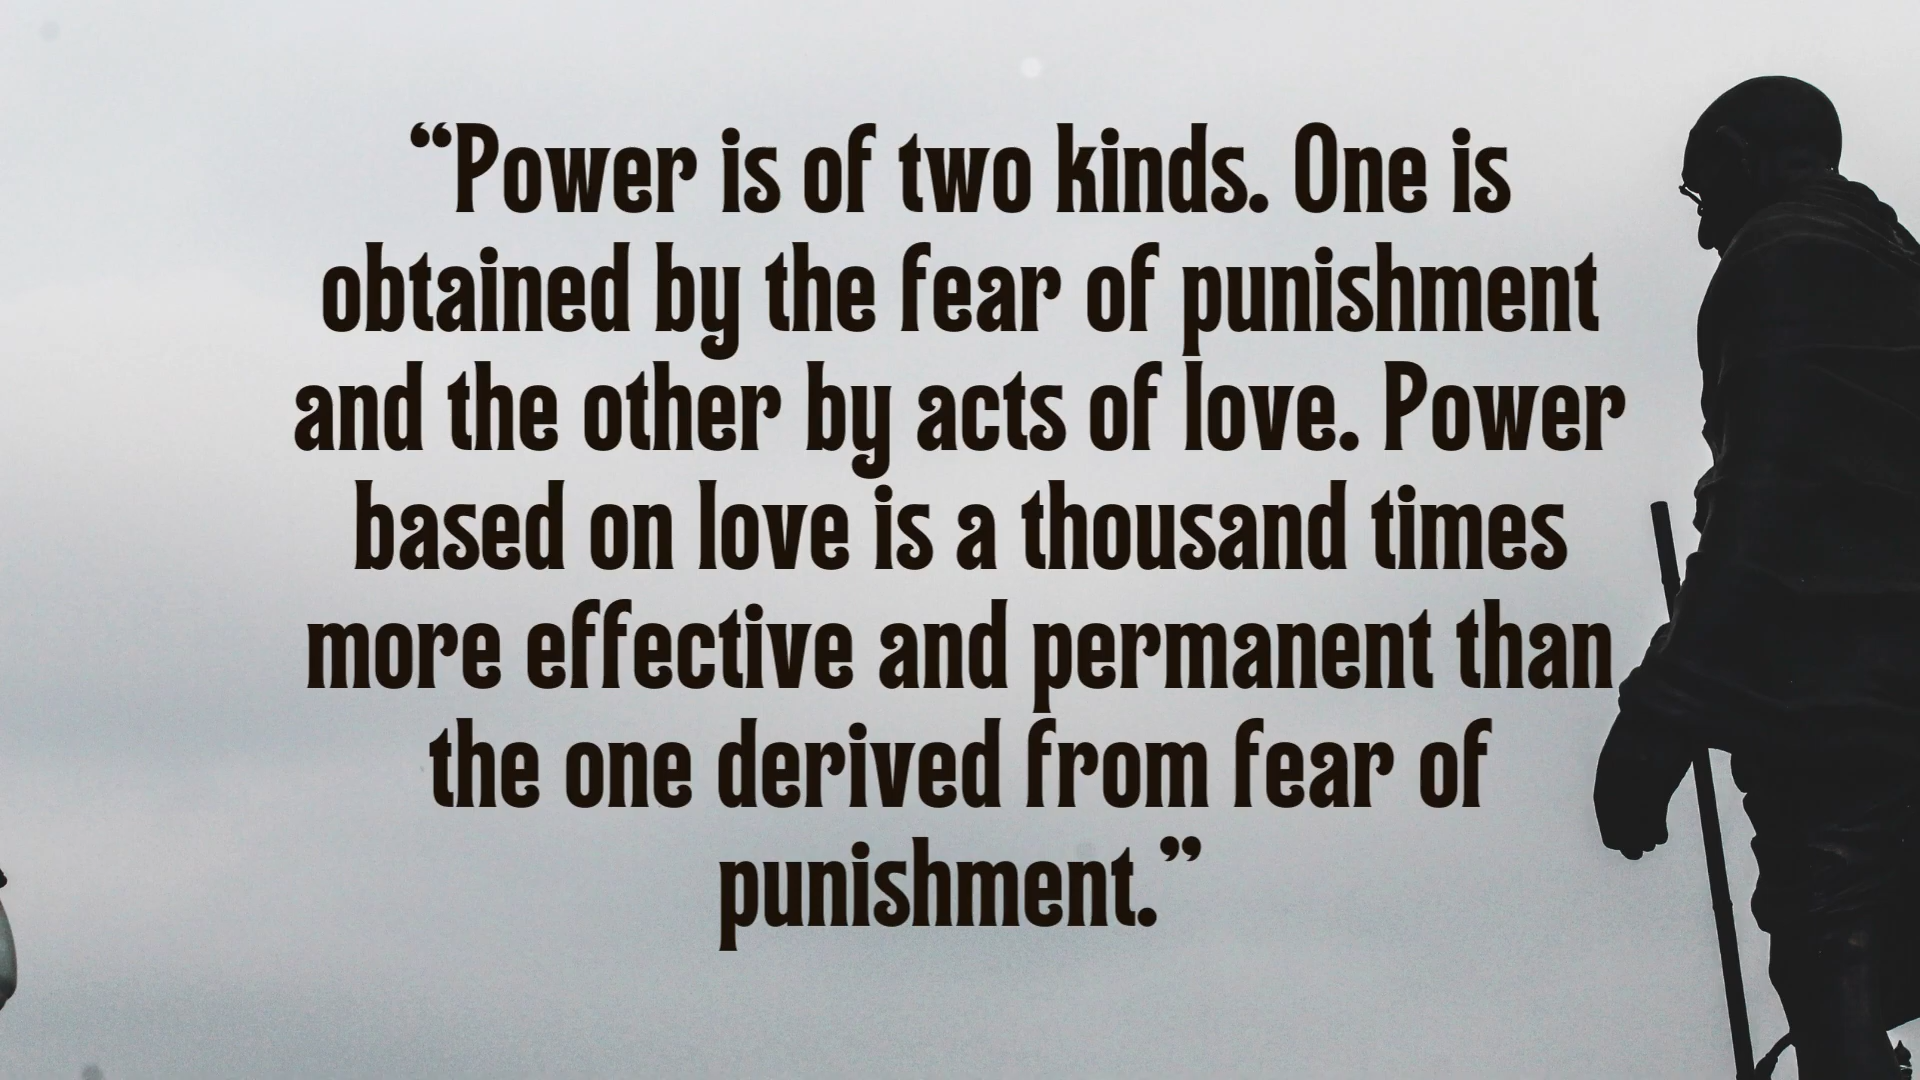 “Power is of two kinds. One is
obtained by the fear of punishment
and the other by acts of love. Power
based on love is a thousand times
more effective and permanent than
the one derived from fear of
punishment.”